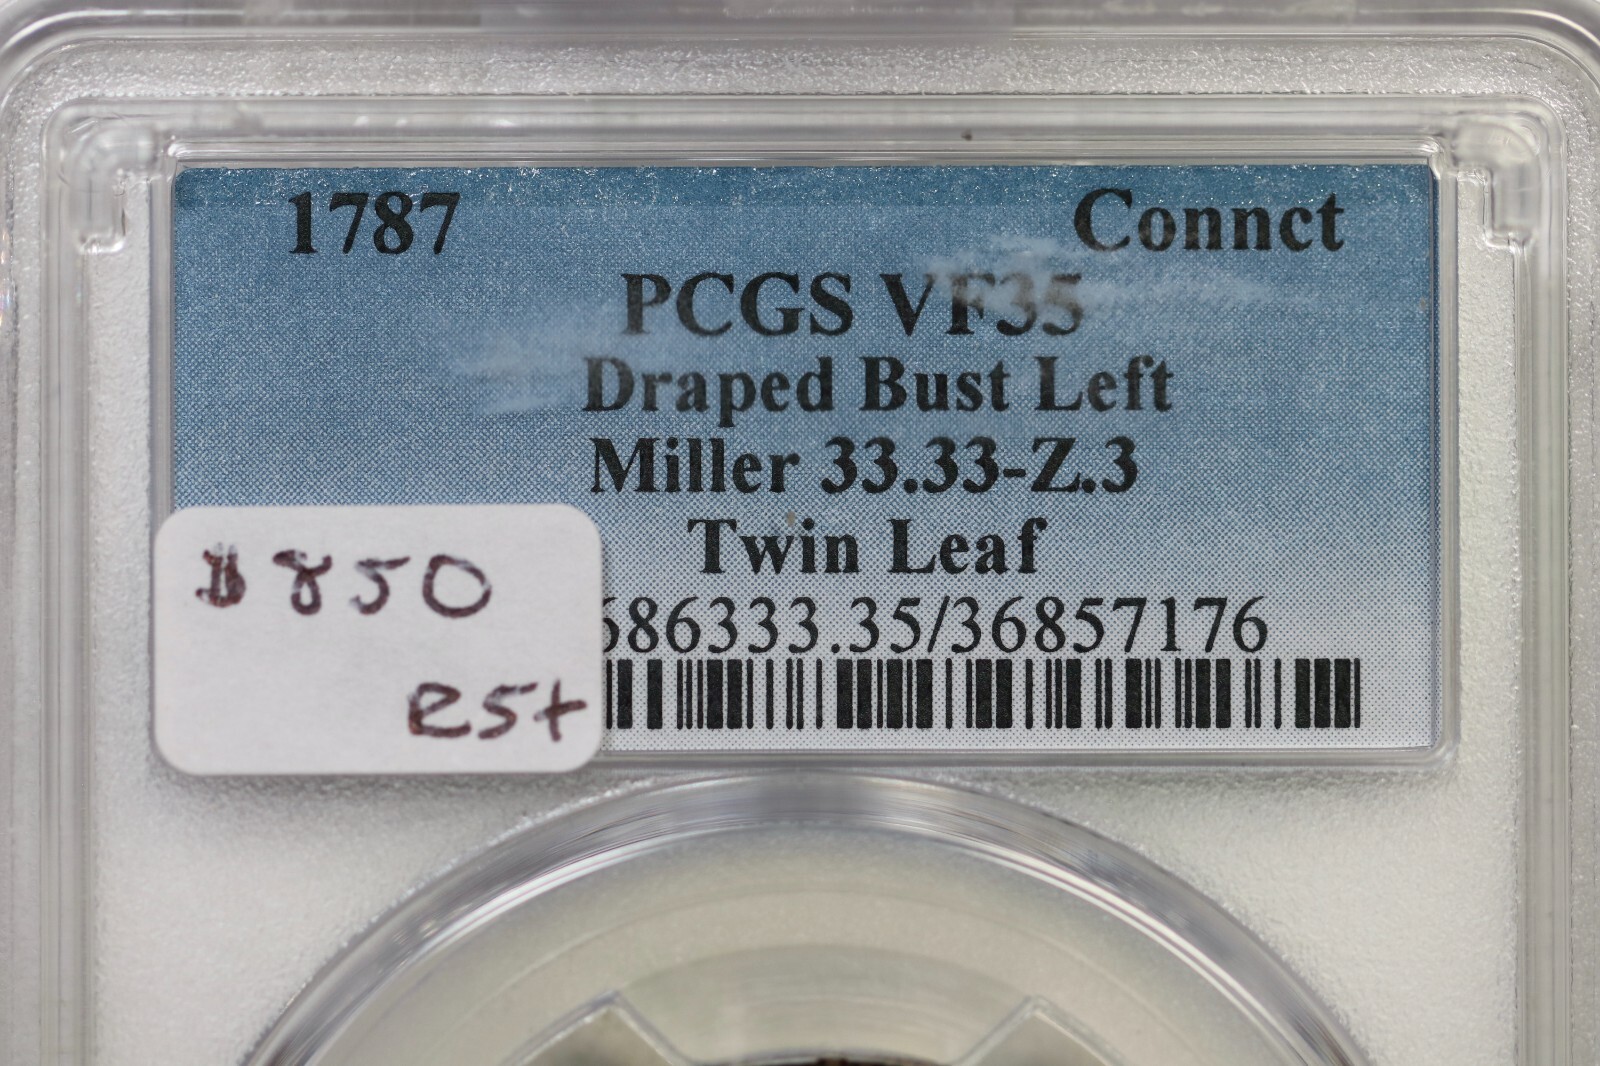 1787 Connct
PCGS VF35
Draped Bust Left
Miller 33.33-Z.3
Twin Leaf
686333.35/36857176
$850
est